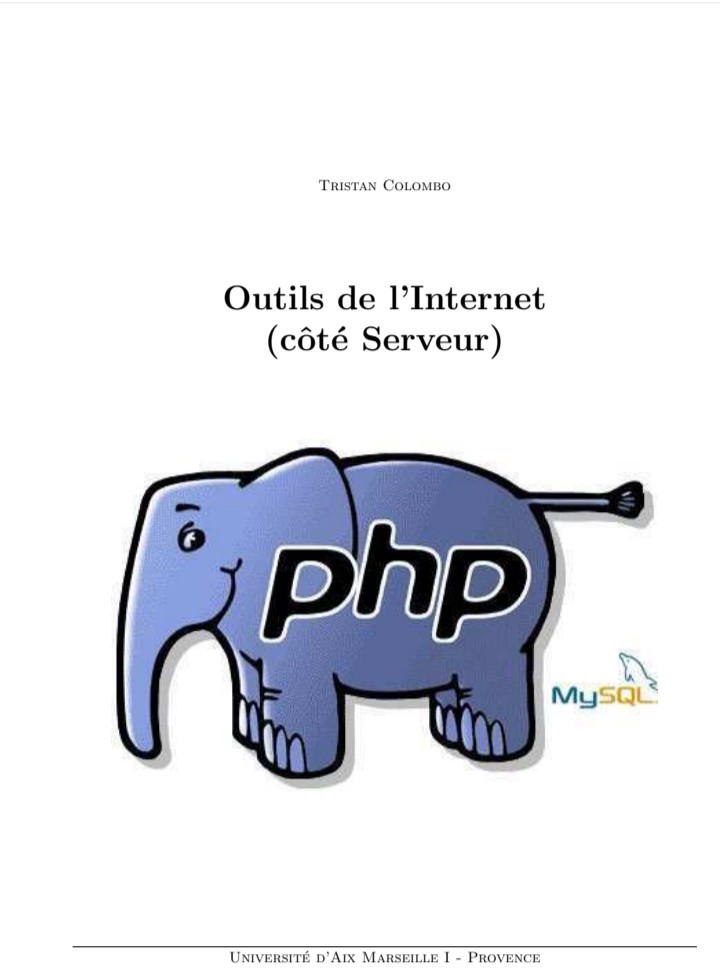 Tristan Colombo
Outils de l'Internet
(côté Serveur)
php
MySQL
Université d'Aix Marseille I - Provence